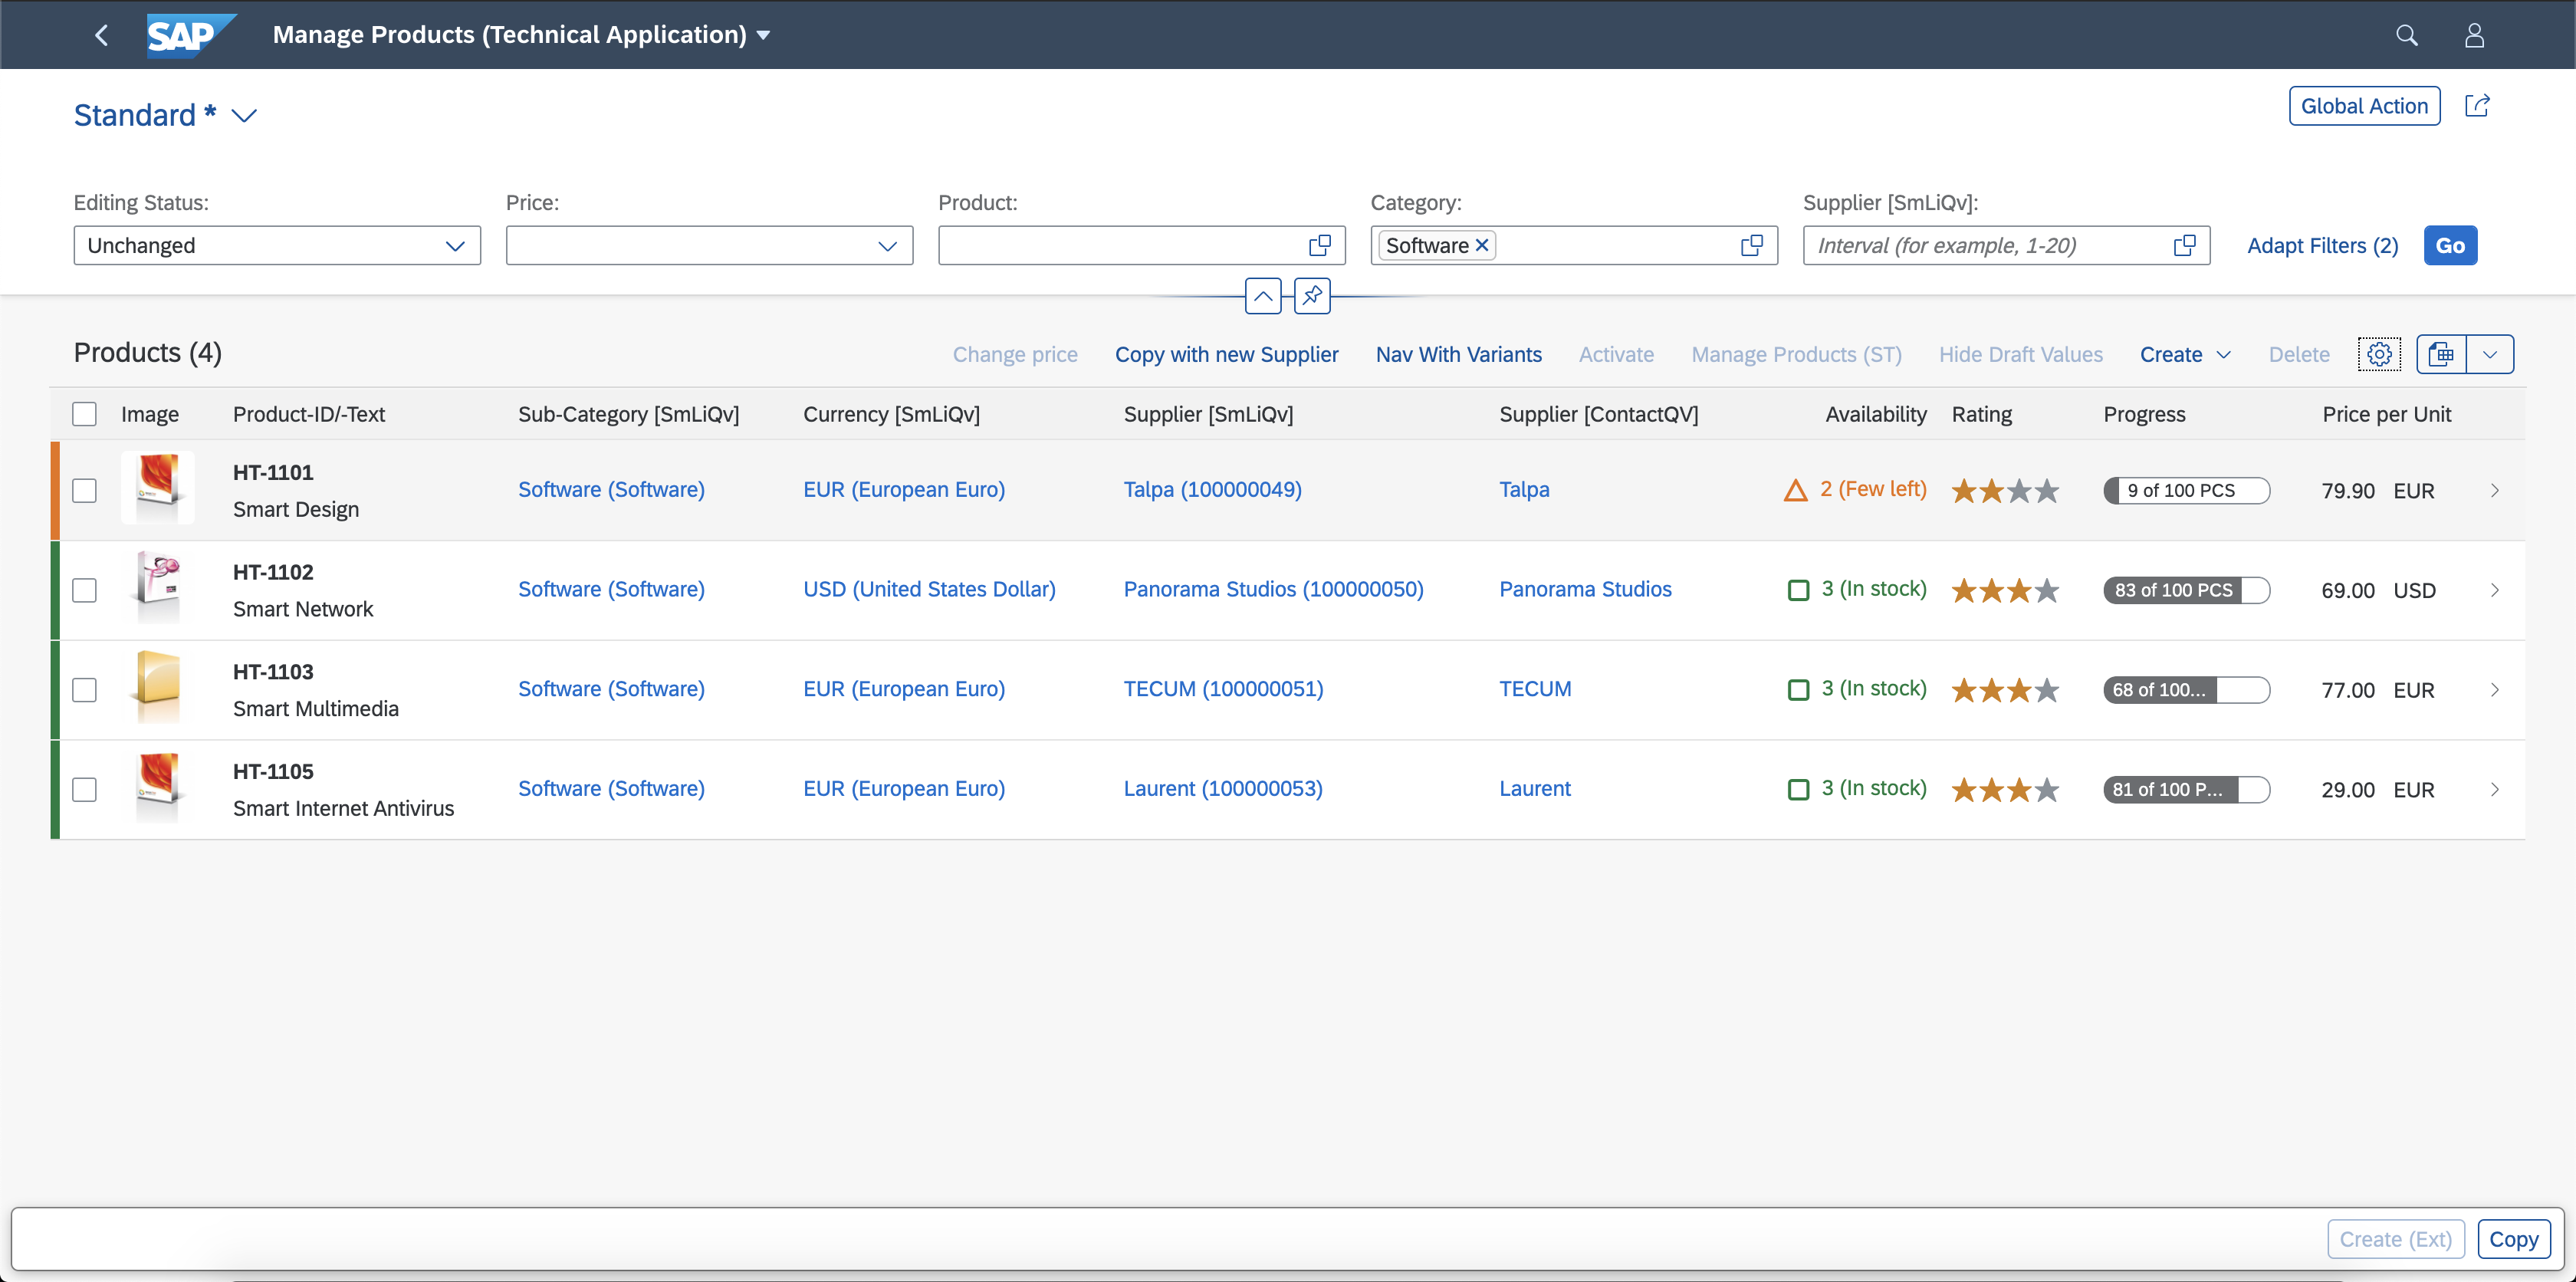 SAP
Manage Products (Technical Application)
Standard *
Global Action
Editing Status:
Price:
Product:
Category:
Supplier [SmLiQv]:
Unchanged
Software
Interval (for example, 1-20)
Adapt Filters (2)
Go
Products (4)
Change price
Copy with new Supplier
Nav With Variants
Activate
Manage Products (ST)
Hide Draft Values
Create
Delete
Image
Product-ID/-Text
Sub-Category [SmLiQv]
Currency [SmLiQv]
Supplier [SmLiQv]
Supplier [ContactQV]
Availability
Rating
Progress
Price per Unit
HT-1101
Smart Design
Software (Software)
EUR (European Euro)
Talpa (100000049)
Talpa
2 (Few left)
9 of 100 PCS
79.90 EUR
HT-1102
Smart Network
Software (Software)
USD (United States Dollar)
Panorama Studios (100000050)
Panorama Studios
3 (In stock)
83 of 100 PCS
69.00 USD
HT-1103
Smart Multimedia
Software (Software)
EUR (European Euro)
TECUM (100000051)
TECUM
3 (In stock)
68 of 100...
77.00 EUR
HT-1105
Smart Internet Antivirus
Software (Software)
EUR (European Euro)
Laurent (100000053)
Laurent
3 (In stock)
81 of 100 P...
29.00 EUR
Create (Ext)
Copy